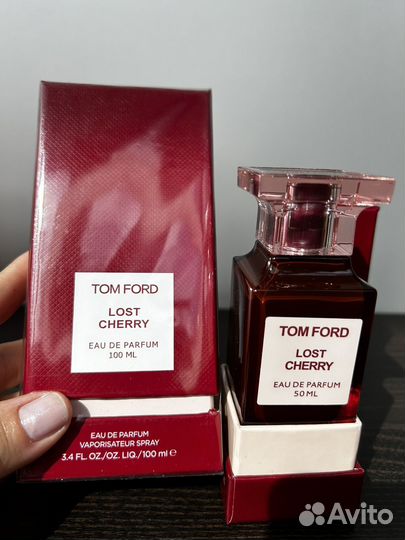 TOM FORD
LOST
CHERRY
EAU DE PARFUM
100 ML
EAU DE PARFUM
VAPORISATEUR SPRAY
3.4 FL. OZ./OZ. LIQ./100 ml e
TOM FORD
LOST
CHERRY
EAU DE PARFUM
50 ML
Avito